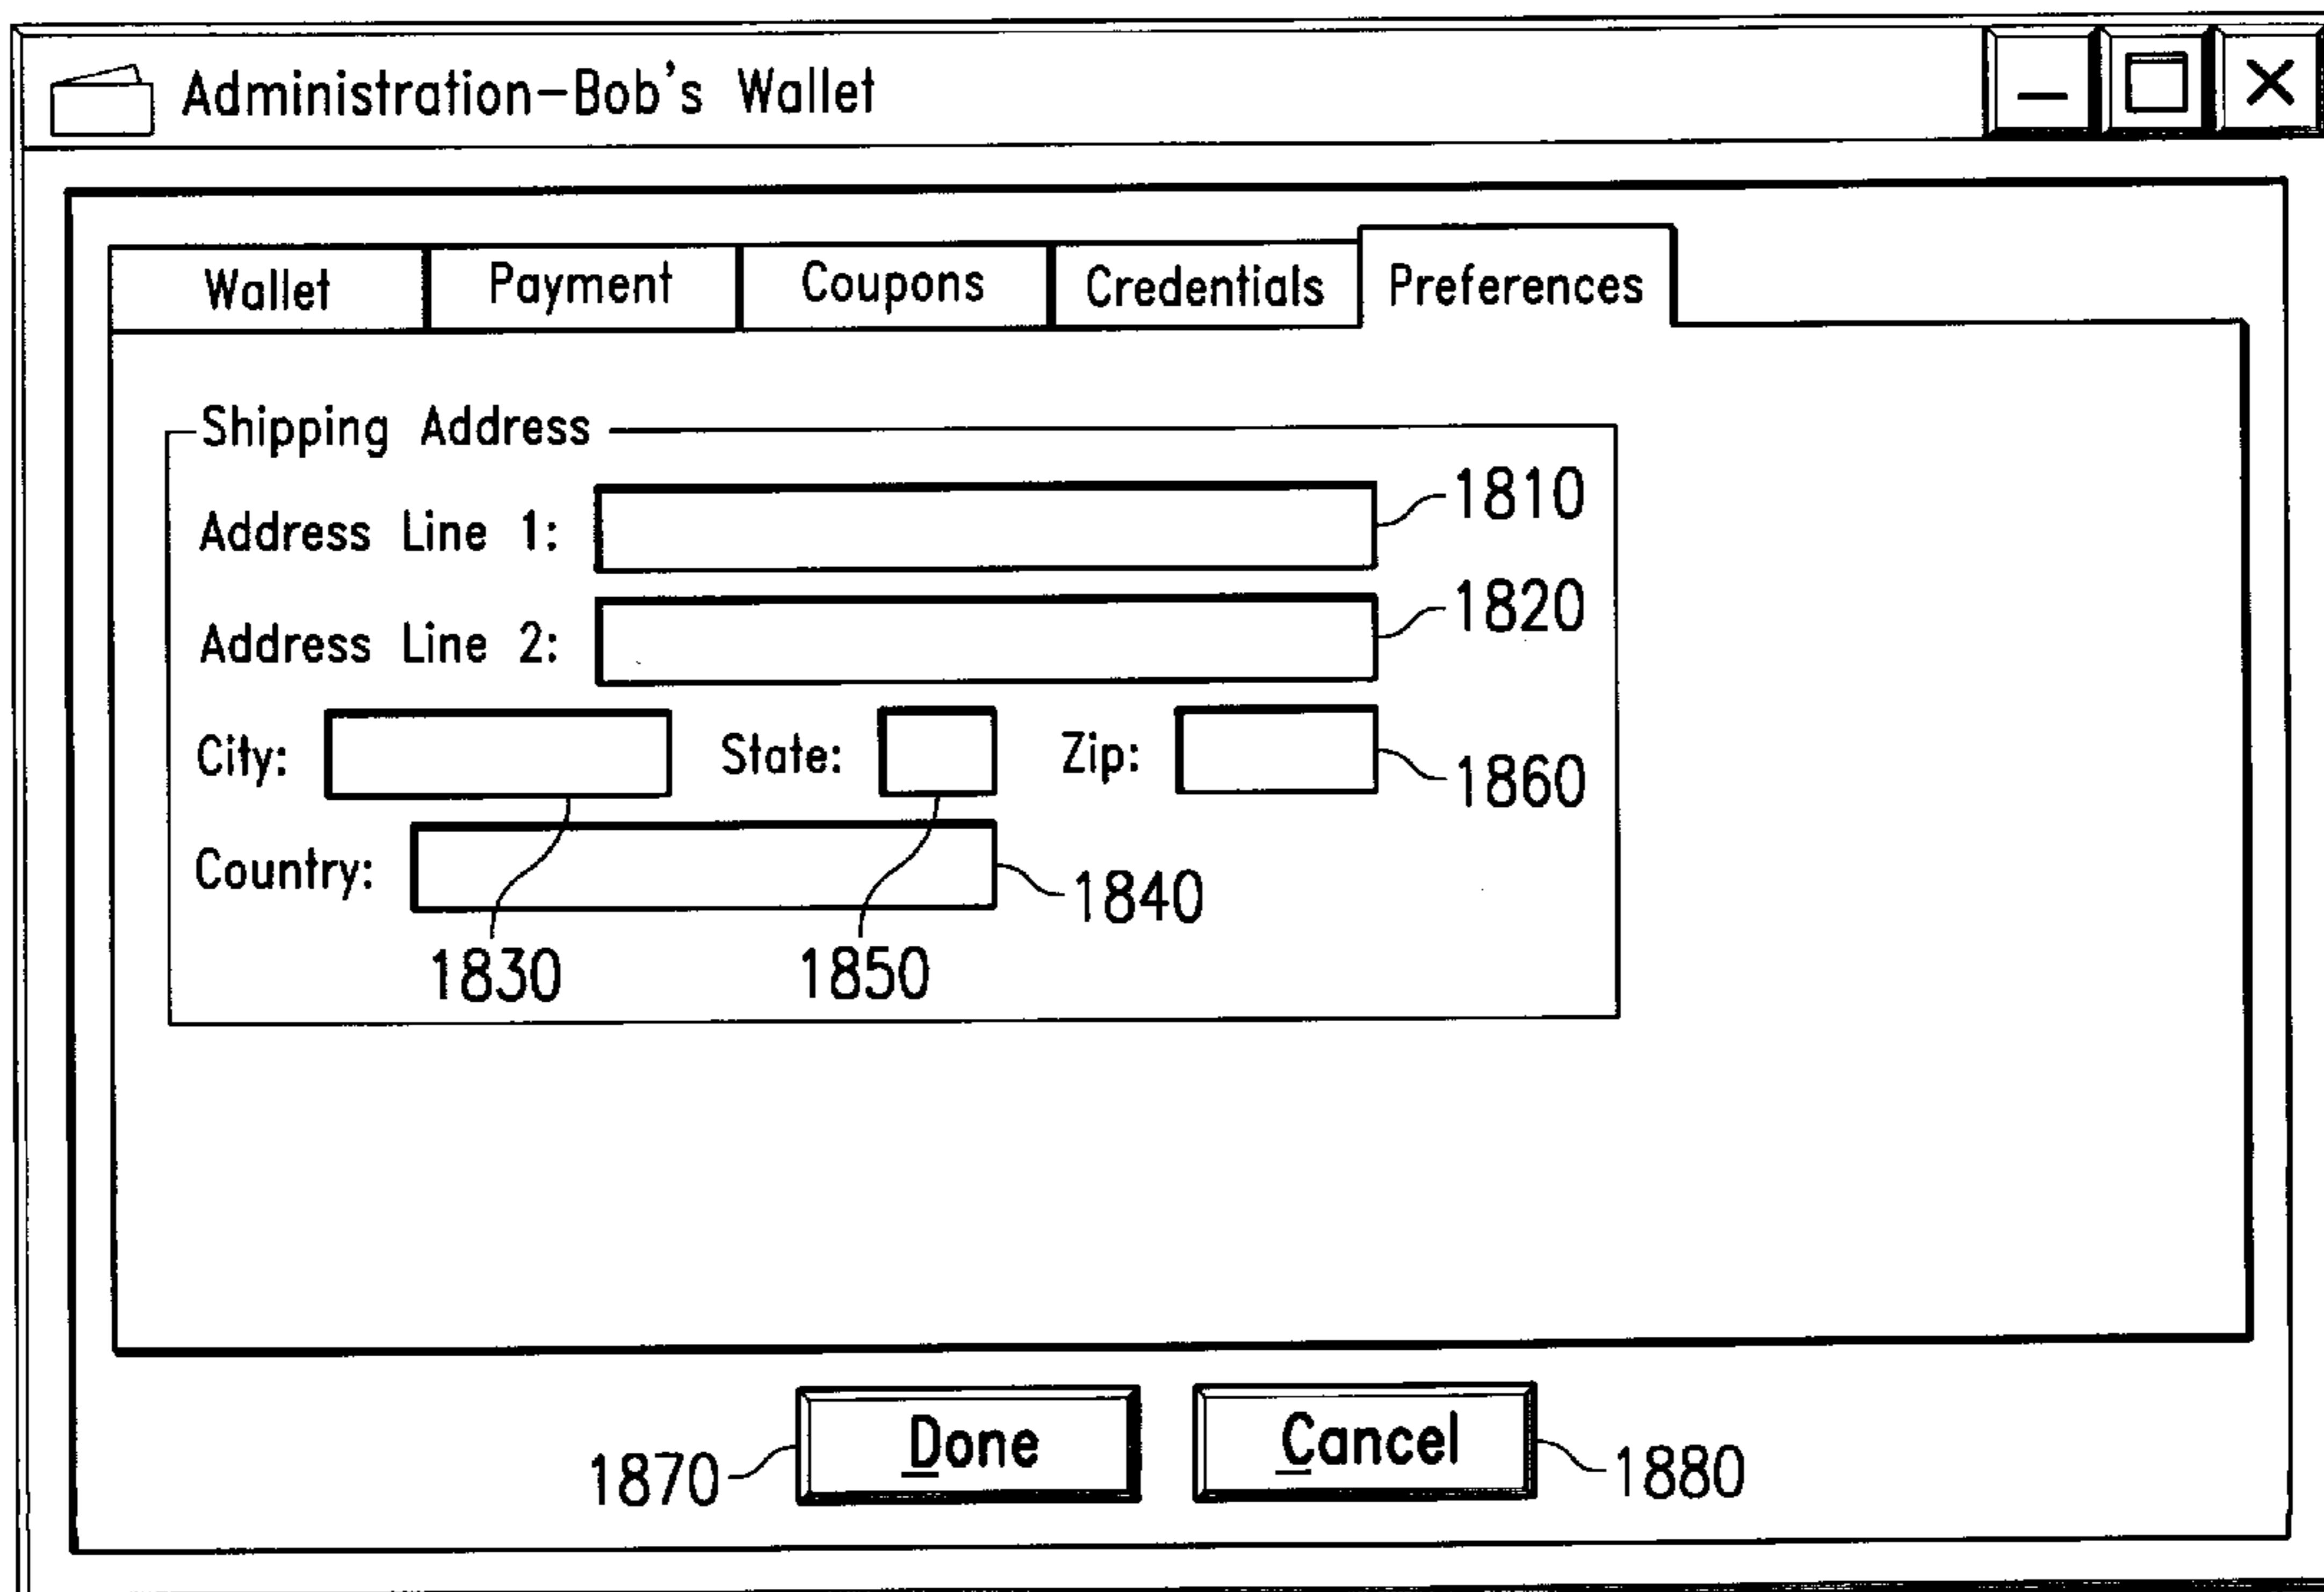 Administration-Bob's Wallet
Wallet Payment Coupons Credentials Preferences
Shipping Address
Address Line 1: 1810
Address Line 2: 1820
City: State: Zip: 1860
Country: 1840
1830 1850
Done Cancel
1870 1880